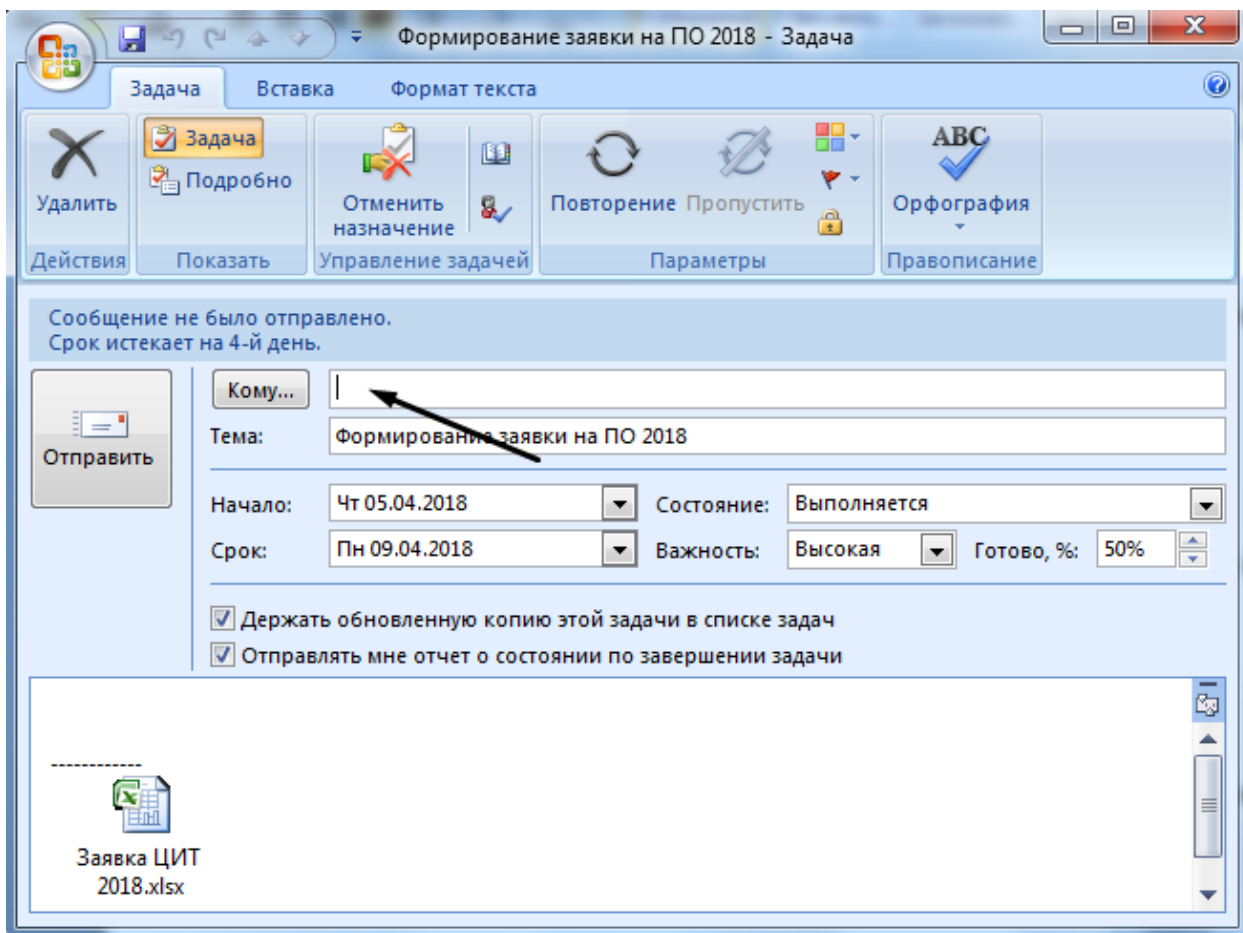 Формирование заявки на ПО 2018 - Задача
Задача Вставка Формат текста
Удалить
Задача
Подробно
Отменить
назначение
Повторение Пропустить
ABC
Орфография
Действия Показать Управление задачей Параметры Правописание
Сообщение не было отправлено.
Срок истекает на 4-й день.
Отправить
Кому...
Тема: Формирование заявки на ПО 2018
Начало: Чт 05.04.2018 Состояние: Выполняется
Срок: Пн 09.04.2018 Важность: Высокая Готово, %: 50%
Держать обновленную копию этой задачи в списке задач
Отправлять мне отчет о состоянии по завершении задачи
------------
Заявка ЦИТ
2018.xlsx